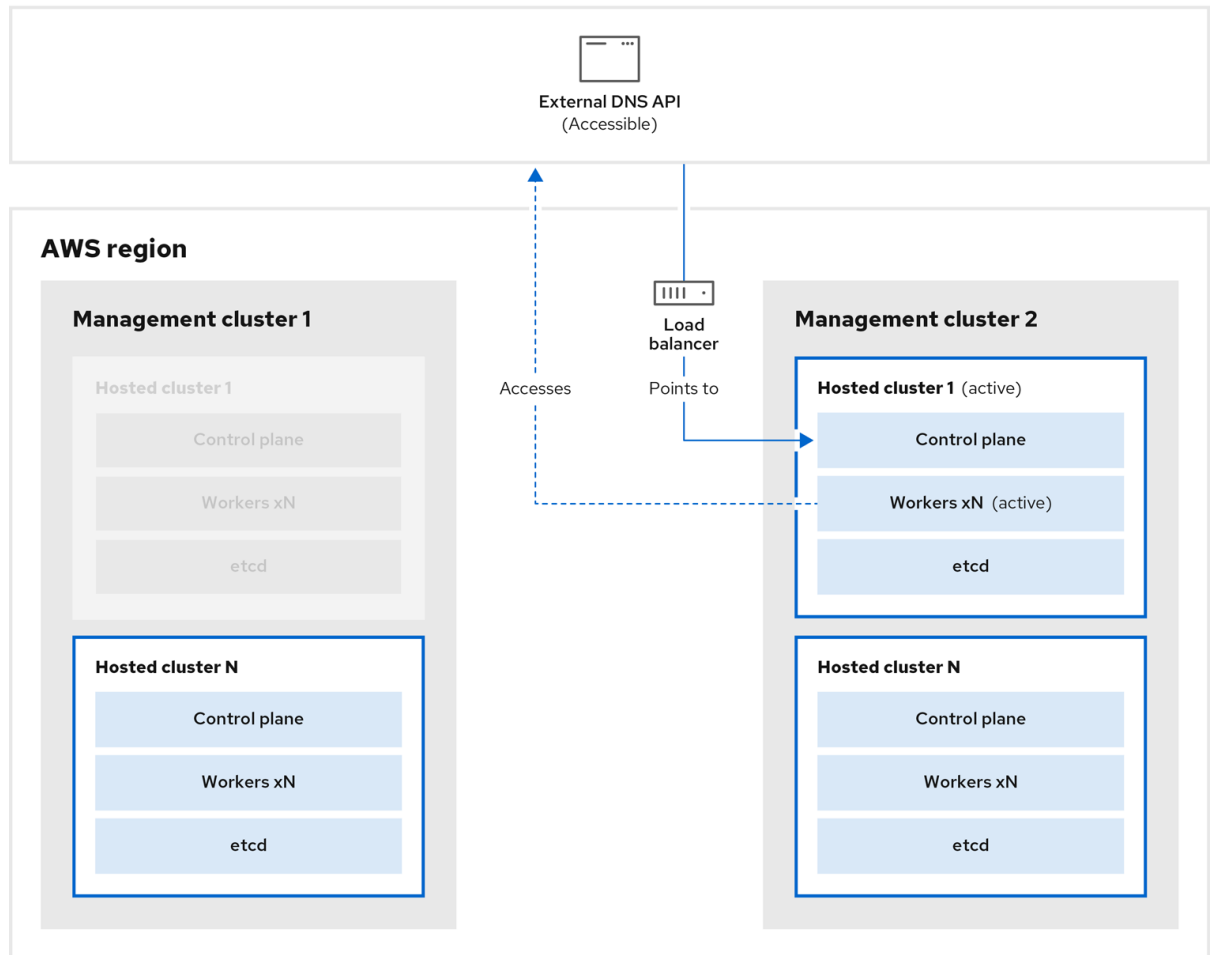 External DNS API
(Accessible)
AWS region
Management cluster 1
Hosted cluster 1
Control plane
Workers xN
etcd
Hosted cluster N
Control plane
Workers xN
etcd
Accesses
Load
balancer
Points to
Management cluster 2
Hosted cluster 1 (active)
Control plane
Workers xN (active)
etcd
Hosted cluster N
Control plane
Workers xN
etcd